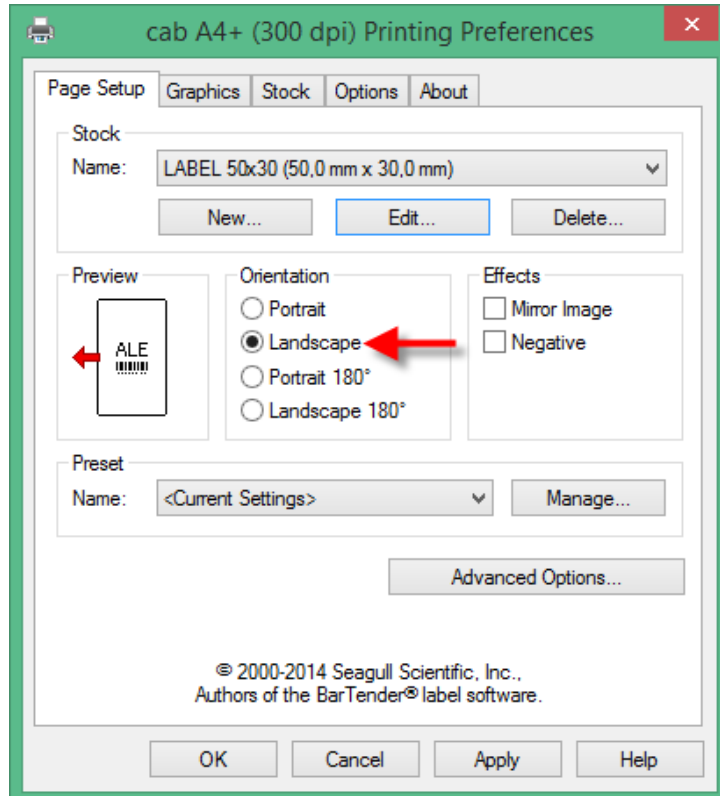 cab A4+ (300 dpi) Printing Preferences
Page Setup Graphics Stock Options About
Stock
Name: LABEL 50x30 (50,0 mm x 30,0 mm)
New... Edit... Delete...
Preview Orientation Effects
Portrait Mirror Image
ALE Landscape Negative
Portrait 180°
Landscape 180°
Preset
Name: <Current Settings> Manage...
Advanced Options...
© 2000-2014 Seagull Scientific, Inc.,
Authors of the BarTender® label software.
OK Cancel Apply Help